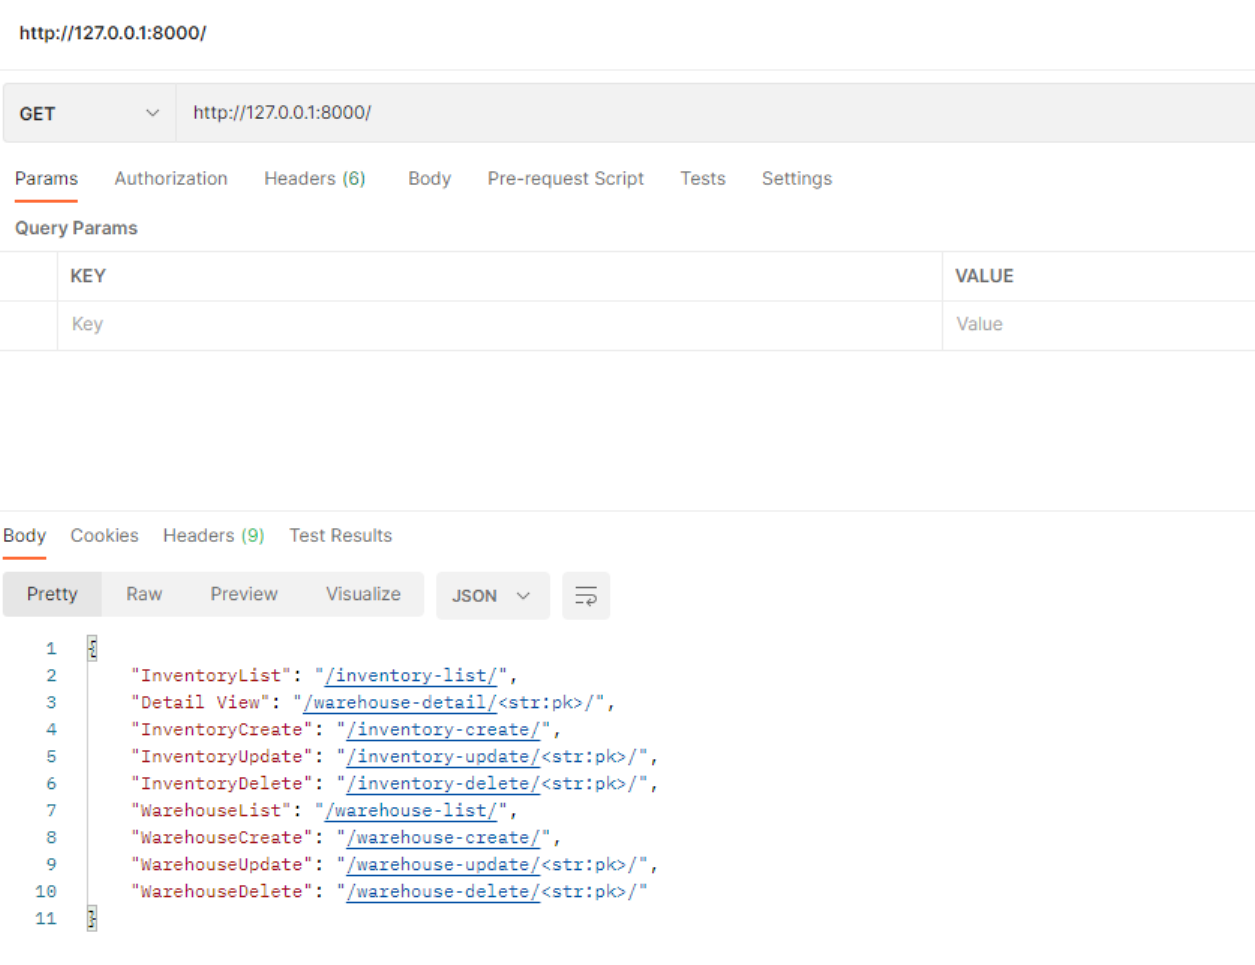 http://127.0.0.1:8000/
GET http://127.0.0.1:8000/
Params Authorization Headers (6) Body Pre-request Script Tests Settings
Query Params
KEY VALUE
Key Value
Body Cookies Headers (9) Test Results
Pretty Raw Preview Visualize JSON
1 {
2 "InventoryList": "/inventory-list/",
3 "Detail View": "/warehouse-detail/<str:pk>/",
4 "InventoryCreate": "/inventory-create/",
5 "InventoryUpdate": "/inventory-update/<str:pk>/",
6 "InventoryDelete": "/inventory-delete/<str:pk>/",
7 "WarehouseList": "/warehouse-list/",
8 "WarehouseCreate": "/warehouse-create/",
9 "WarehouseUpdate": "/warehouse-update/<str:pk>/",
10 "WarehouseDelete": "/warehouse-delete/<str:pk>/"
11 }